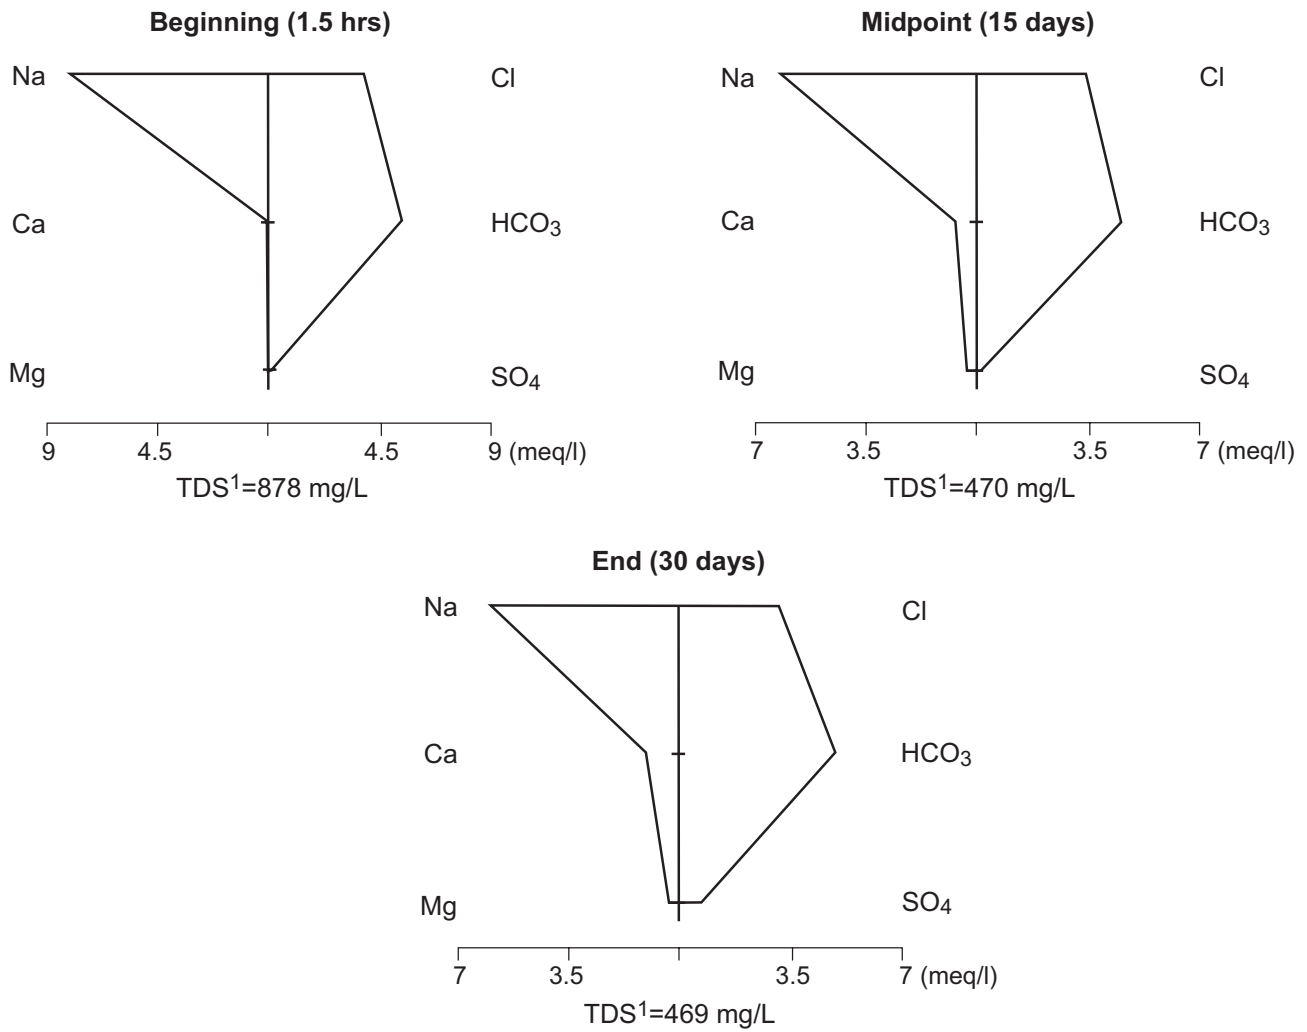 Beginning (1.5 hrs)
Na
Cl
Ca
HCO3
Mg
SO4
9 4.5 4.5 9 (meq/l)
TDS1=878 mg/L
Midpoint (15 days)
Na
Cl
Ca
HCO3
Mg
SO4
7 3.5 3.5 7 (meq/l)
TDS1=470 mg/L
End (30 days)
Na
Cl
Ca
HCO3
Mg
SO4
7 3.5 3.5 7 (meq/l)
TDS1=469 mg/L